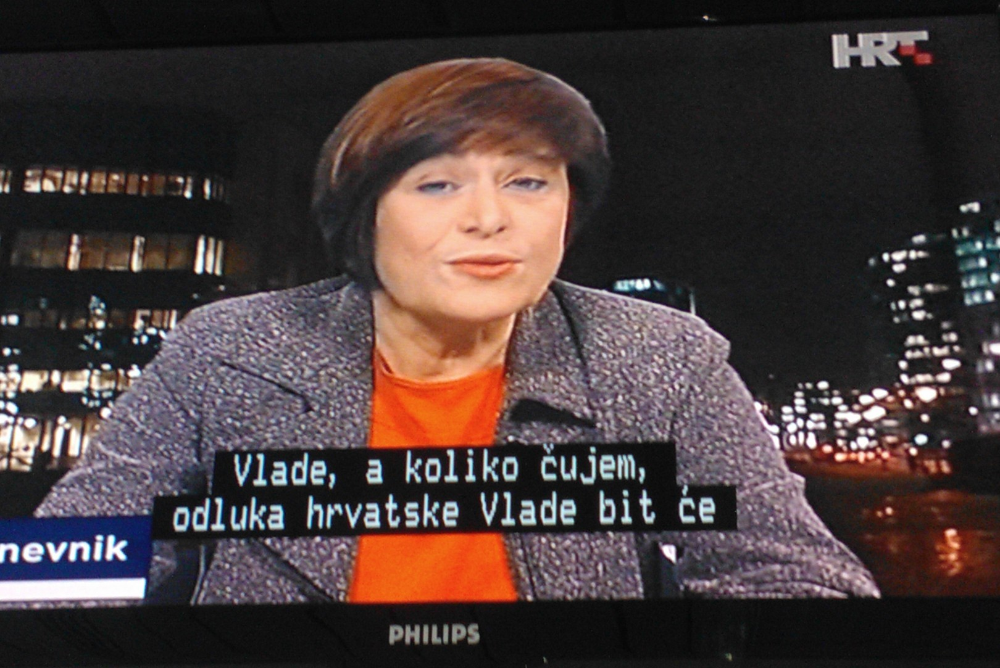 HRT
Vlade, a koliko čujem,
odluka hrvatske Vlade bit će
nevnik
PHILIPS